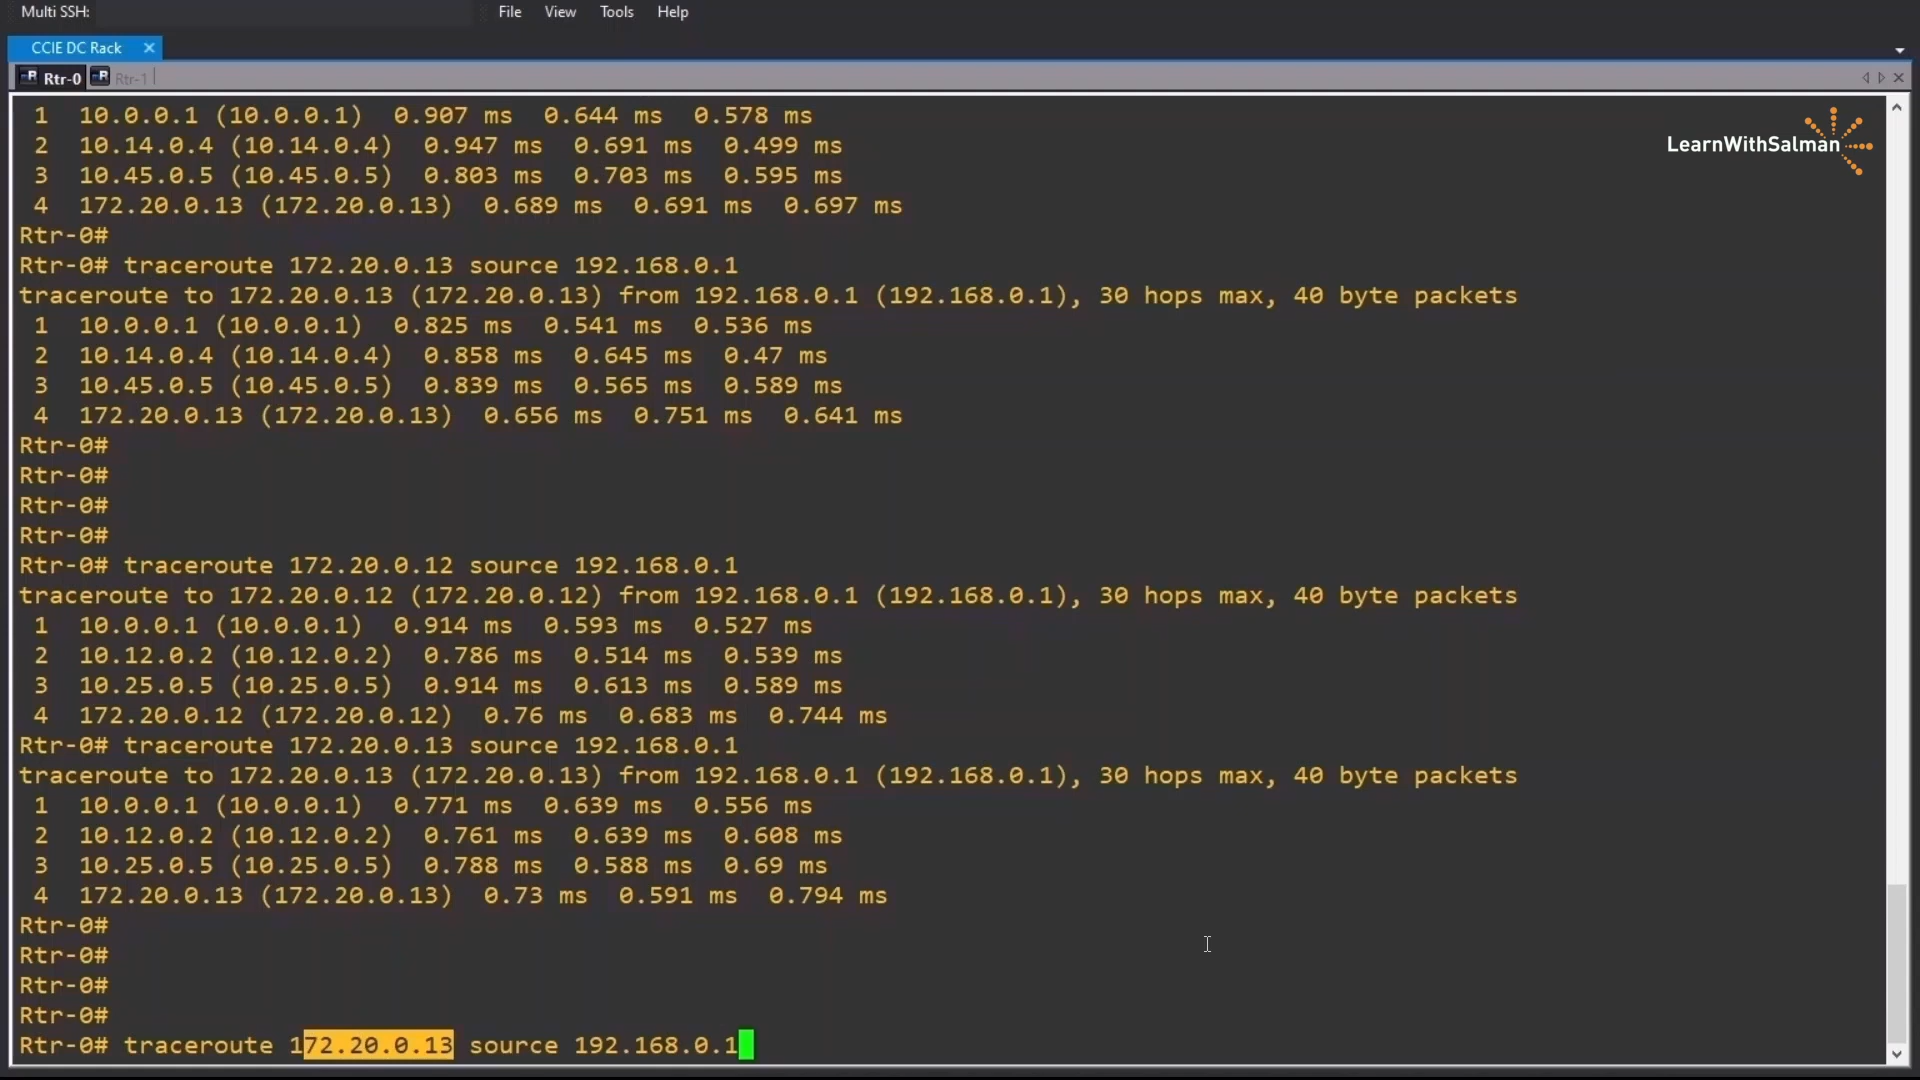 Multi SSH: File View Tools Help
CCIE DC Rack
Rtr-0 Rtr-1
LearnWithSalman
1 10.0.0.1 (10.0.0.1) 0.907 ms 0.644 ms 0.578 ms
2 10.14.0.4 (10.14.0.4) 0.947 ms 0.691 ms 0.499 ms
3 10.45.0.5 (10.45.0.5) 0.803 ms 0.703 ms 0.595 ms
4 172.20.0.13 (172.20.0.13) 0.689 ms 0.691 ms 0.697 ms
Rtr-0#
Rtr-0# traceroute 172.20.0.13 source 192.168.0.1
traceroute to 172.20.0.13 (172.20.0.13) from 192.168.0.1 (192.168.0.1), 30 hops max, 40 byte packets
1 10.0.0.1 (10.0.0.1) 0.825 ms 0.541 ms 0.536 ms
2 10.14.0.4 (10.14.0.4) 0.858 ms 0.645 ms 0.47 ms
3 10.45.0.5 (10.45.0.5) 0.839 ms 0.565 ms 0.589 ms
4 172.20.0.13 (172.20.0.13) 0.656 ms 0.751 ms 0.641 ms
Rtr-0#
Rtr-0#
Rtr-0#
Rtr-0#
Rtr-0# traceroute 172.20.0.12 source 192.168.0.1
traceroute to 172.20.0.12 (172.20.0.12) from 192.168.0.1 (192.168.0.1), 30 hops max, 40 byte packets
1 10.0.0.1 (10.0.0.1) 0.914 ms 0.593 ms 0.527 ms
2 10.12.0.2 (10.12.0.2) 0.786 ms 0.514 ms 0.539 ms
3 10.25.0.5 (10.25.0.5) 0.914 ms 0.613 ms 0.589 ms
4 172.20.0.12 (172.20.0.12) 0.76 ms 0.683 ms 0.744 ms
Rtr-0# traceroute 172.20.0.13 source 192.168.0.1
traceroute to 172.20.0.13 (172.20.0.13) from 192.168.0.1 (192.168.0.1), 30 hops max, 40 byte packets
1 10.0.0.1 (10.0.0.1) 0.771 ms 0.639 ms 0.556 ms
2 10.12.0.2 (10.12.0.2) 0.761 ms 0.639 ms 0.608 ms
3 10.25.0.5 (10.25.0.5) 0.788 ms 0.588 ms 0.69 ms
4 172.20.0.13 (172.20.0.13) 0.73 ms 0.591 ms 0.794 ms
Rtr-0#
Rtr-0#
Rtr-0#
Rtr-0#
Rtr-0# traceroute 172.20.0.13 source 192.168.0.1